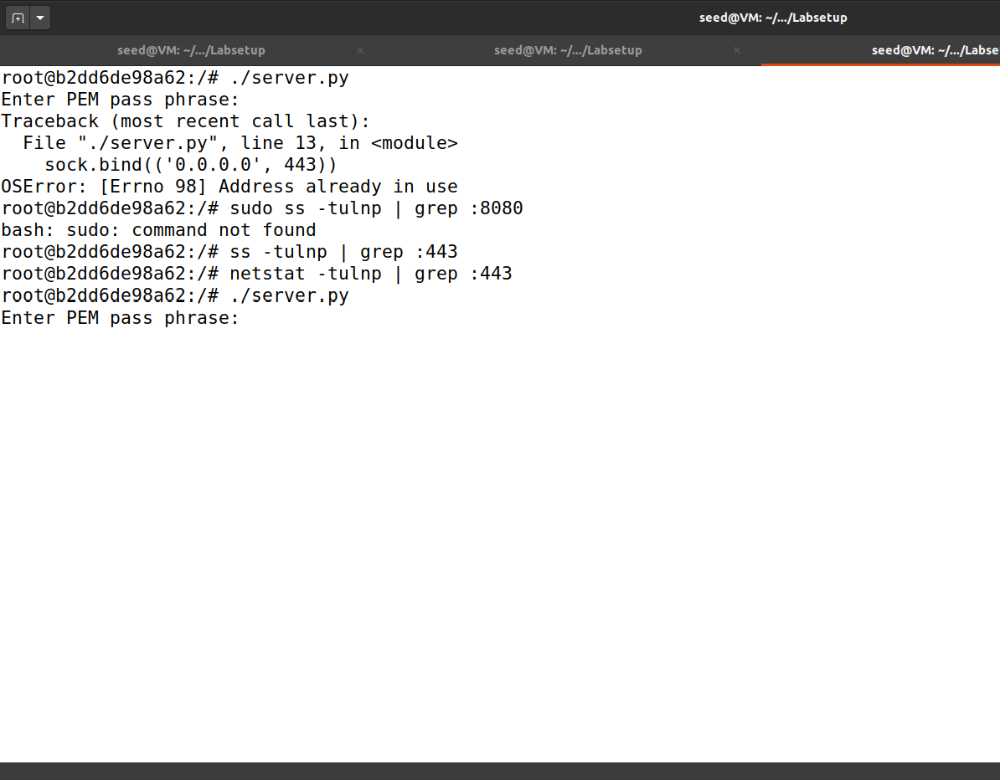 seed@VM: ~/.../Labsetup
seed@VM: ~/.../Labsetup
seed@VM: ~/.../Labsetup
seed@VM: ~/.../Labse
root@b2dd6de98a62:/# ./server.py
Enter PEM pass phrase:
Traceback (most recent call last):
  File "./server.py", line 13, in <module>
    sock.bind(('0.0.0.0', 443))
OSError: [Errno 98] Address already in use
root@b2dd6de98a62:/# sudo ss -tulnp | grep :8080
bash: sudo: command not found
root@b2dd6de98a62:/# ss -tulnp | grep :443
root@b2dd6de98a62:/# netstat -tulnp | grep :443
root@b2dd6de98a62:/# ./server.py
Enter PEM pass phrase: